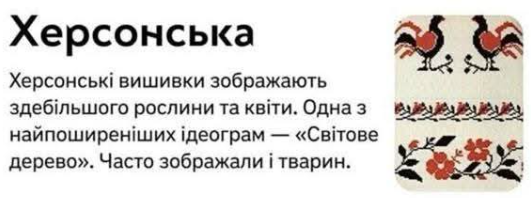 Херсонська
Херсонські вишивки зображають
здебільшого рослини та квіти. Одна з
найпоширеніших ідеограм — «Світове
дерево». Часто зображали і тварин.